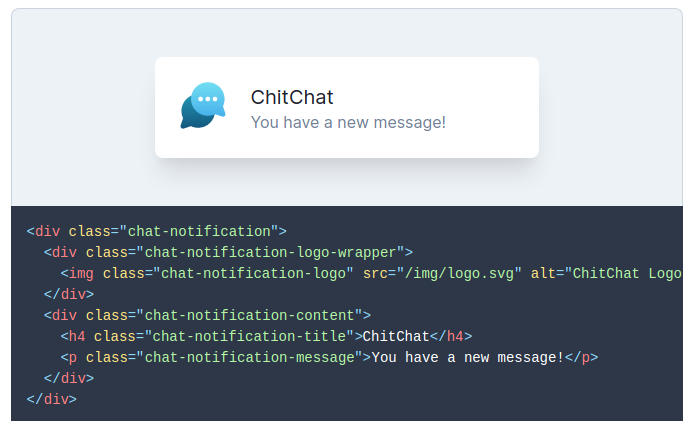 ChitChat
You have a new message!
<div class="chat-notification">
  <div class="chat-notification-logo-wrapper">
    <img class="chat-notification-logo" src="/img/logo.svg" alt="ChitChat Logo
  </div>
  <div class="chat-notification-content">
    <h4 class="chat-notification-title">ChitChat</h4>
    <p class="chat-notification-message">You have a new message!</p>
  </div>
</div>